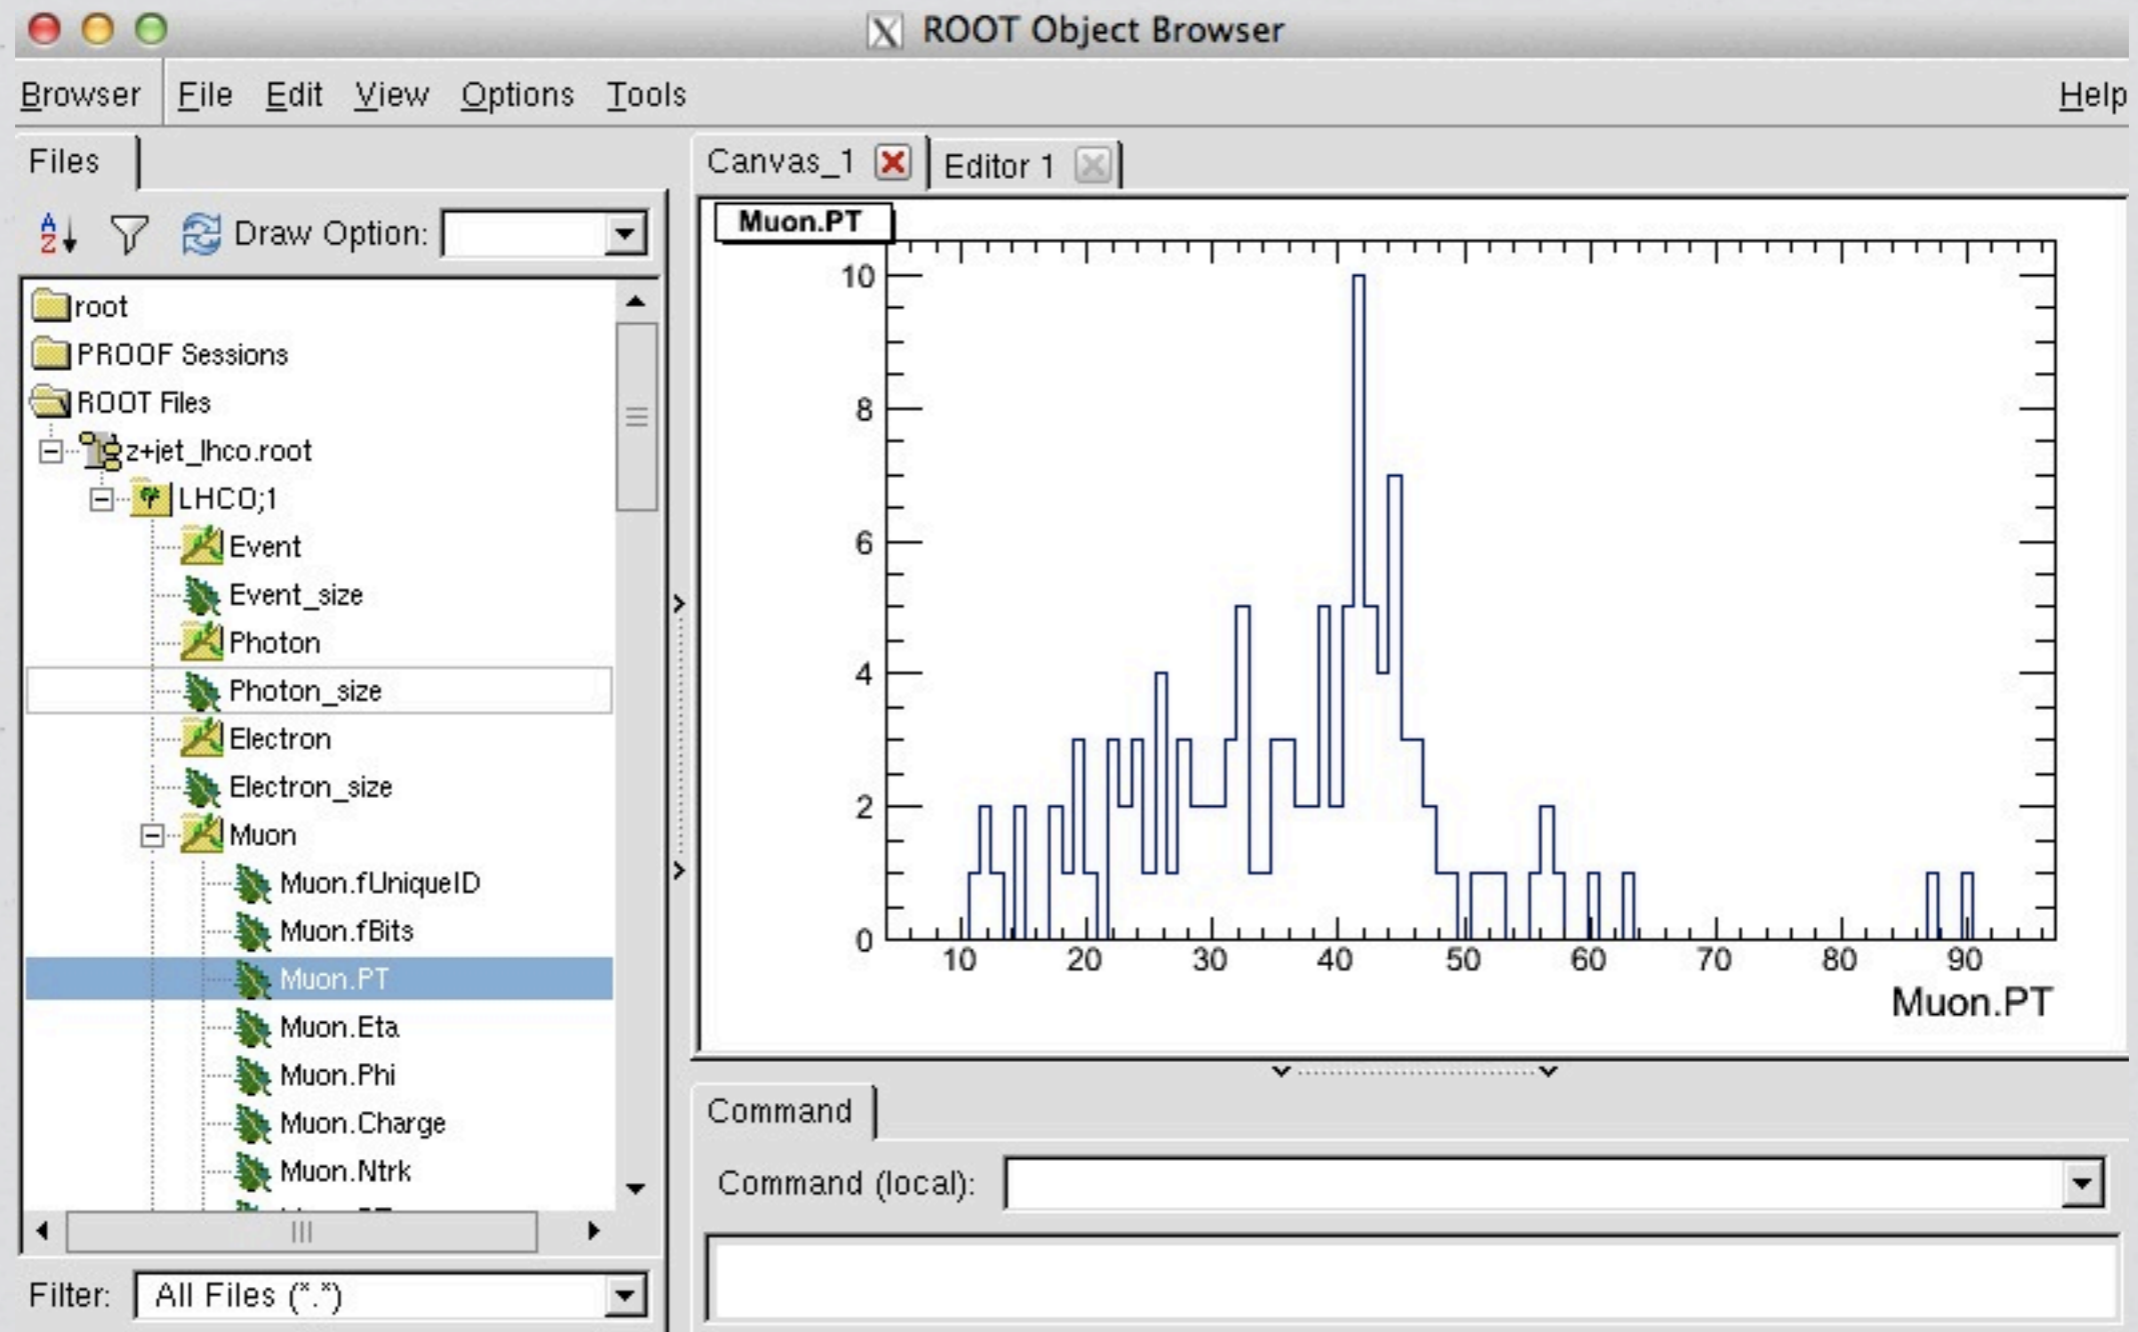 X ROOT Object Browser
Browser File Edit View Options Tools Help
Files
Canvas_1 Editor 1
A Z Draw Option:
root
PROOF Sessions
ROOT Files
z+jet_lhco.root
LHCO;1
Event
Event_size
Photon
Photon_size
Electron
Electron_size
Muon
Muon.fUniqueID
Muon.fBits
Muon.PT
Muon.Eta
Muon.Phi
Muon.Charge
Muon.Ntrk
Filter: All Files (*.*)
Muon.PT
10
8
6
4
2
0
10 20 30 40 50 60 70 80 90
Muon.PT
Command
Command (local):